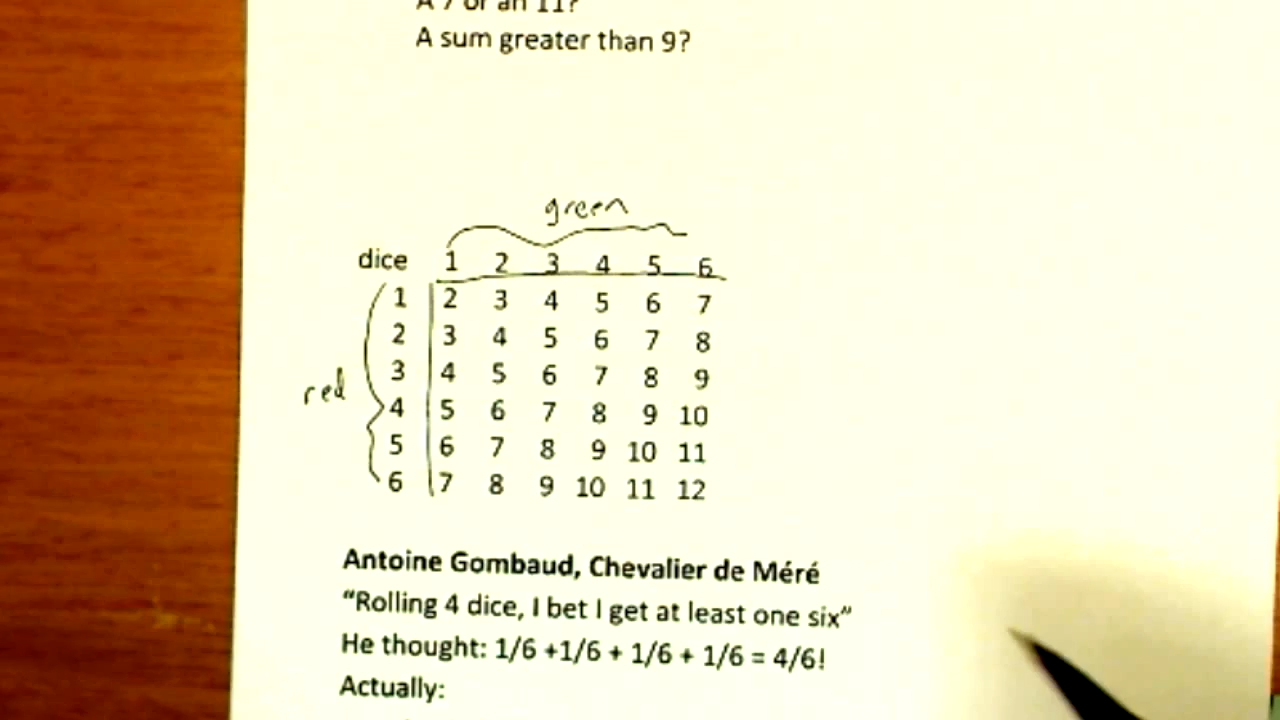 A 7 or an 11?
A sum greater than 9?
green
dice 1 2 3 4 5 6
1 2 3 4 5 6 7
2 3 4 5 6 7 8
3 4 5 6 7 8 9
red
4 5 6 7 8 9 10
5 6 7 8 9 10 11
6 7 8 9 10 11 12
Antoine Gombaud, Chevalier de Méré
“Rolling 4 dice, I bet I get at least one six”
He thought: 1/6 +1/6 + 1/6 + 1/6 = 4/6!
Actually: